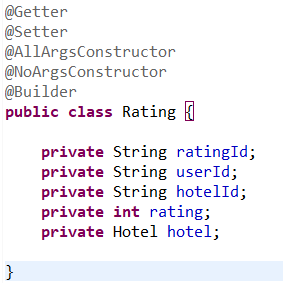 @Getter
@Setter
@AllArgsConstructor
@NoArgsConstructor
@Builder
public class Rating {
private String ratingId;
private String userId;
private String hotelId;
private int rating;
private Hotel hotel;
}